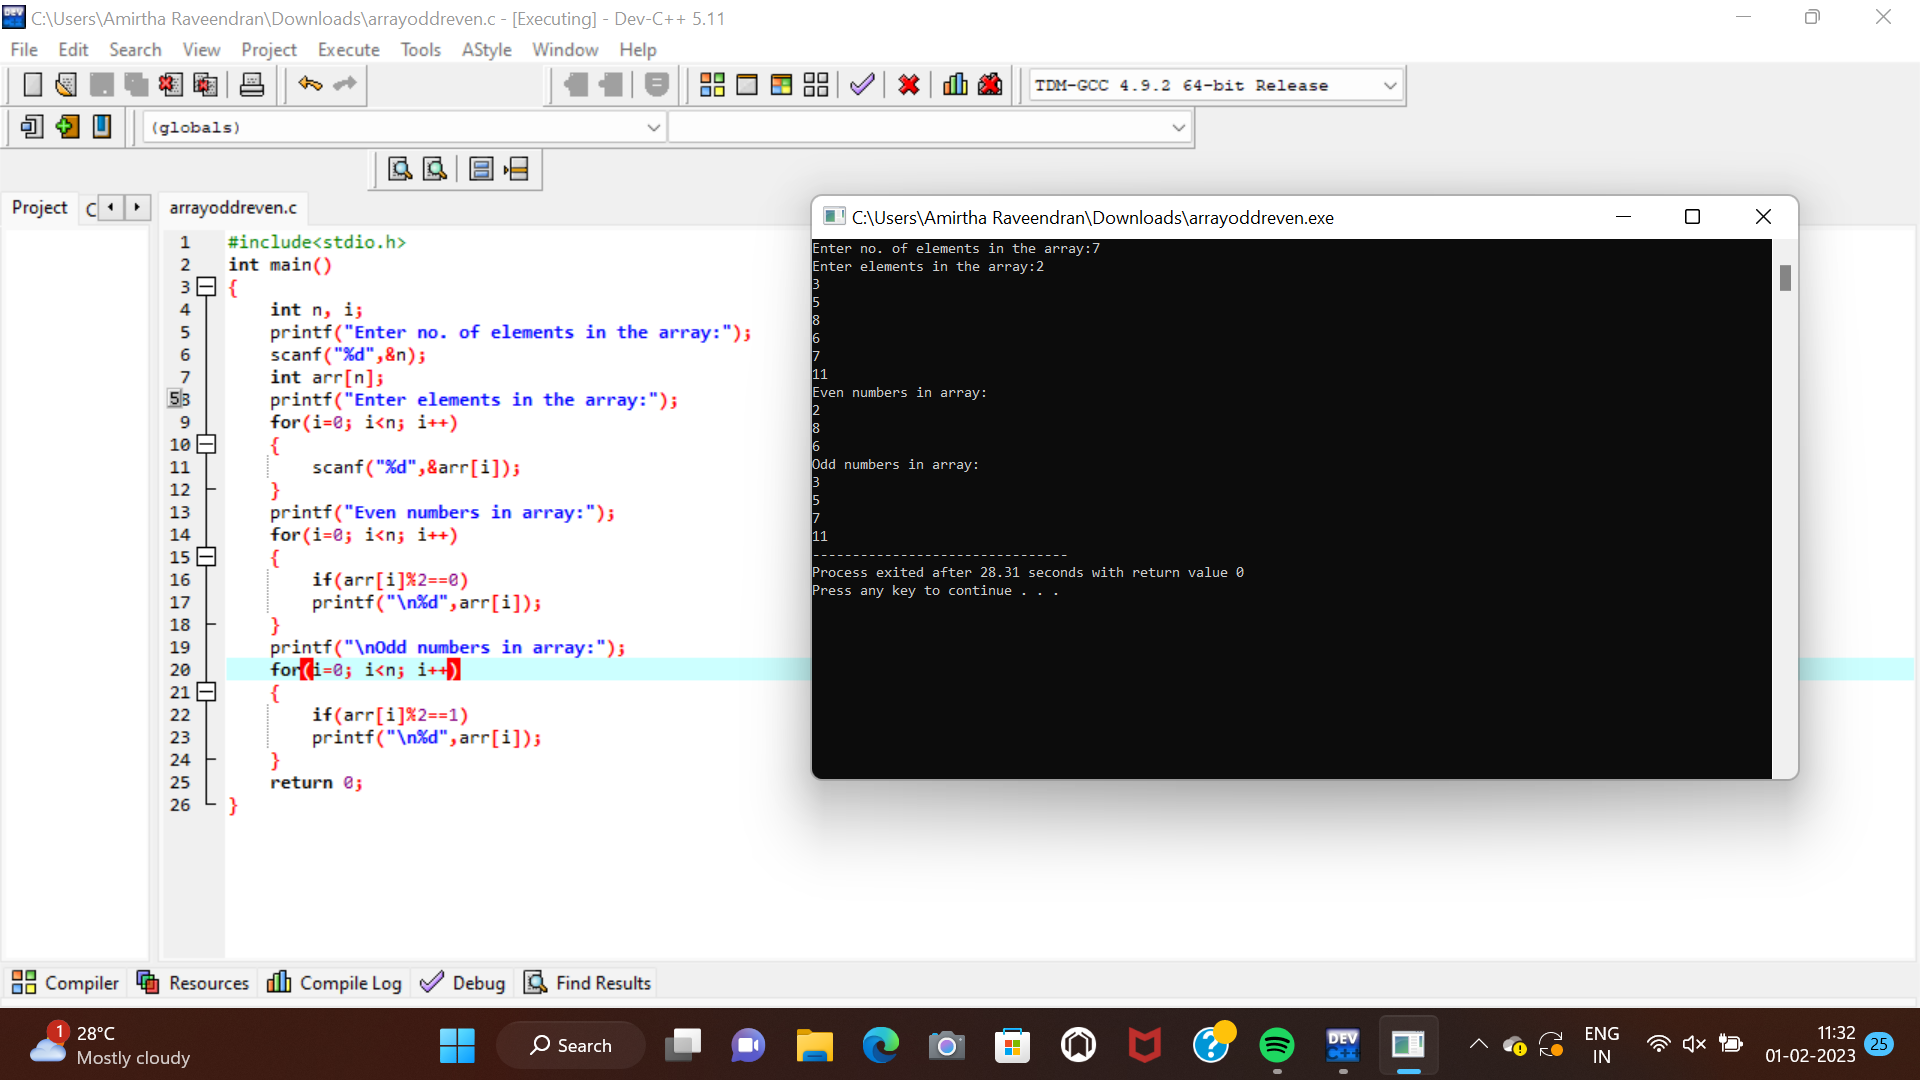 C:\Users\Amirtha Raveendran\Downloads\arrayoddreven.c - [Executing] - Dev-C++ 5.11
File Edit Search View Project Execute Tools AStyle Window Help
TDM-GCC 4.9.2 64-bit Release
(globals)
Project C
arrayoddreven.c
1 #include<stdio.h>
2 int main()
3 {
4 int n, i;
5 printf("Enter no. of elements in the array:");
6 scanf("%d",&n);
7 int arr[n];
58 printf("Enter elements in the array:");
9 for(i=0; i<n; i++)
10 {
11 scanf("%d",&arr[i]);
12 }
13 printf("Even numbers in array:");
14 for(i=0; i<n; i++)
15 {
16 if(arr[i]%2==0)
17 printf("\n%d",arr[i]);
18 }
19 printf("\nOdd numbers in array:");
20 for(i=0; i<n; i++)
21 {
22 if(arr[i]%2==1)
23 printf("\n%d",arr[i]);
24 }
25 return 0;
26 }
C:\Users\Amirtha Raveendran\Downloads\arrayoddreven.exe
Enter no. of elements in the array:7
Enter elements in the array:2
3
5
8
6
7
11
Even numbers in array:
2
8
6
Odd numbers in array:
3
5
7
11
--------------------------------
Process exited after 28.31 seconds with return value 0
Press any key to continue . . .
Compiler Resources Compile Log Debug Find Results
1
28°C
Mostly cloudy
Search
DEV
C++
ENG
IN
11:32
01-02-2023
25